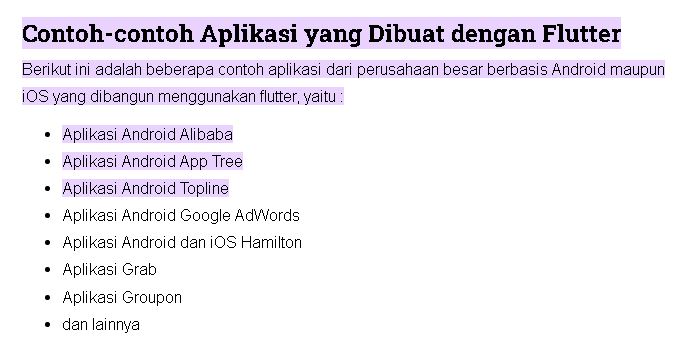 Contoh-contoh Aplikasi yang Dibuat dengan Flutter
Berikut ini adalah beberapa contoh aplikasi dari perusahaan besar berbasis Android maupun
iOS yang dibangun menggunakan flutter, yaitu :
• Aplikasi Android Alibaba
• Aplikasi Android App Tree
• Aplikasi Android Topline
• Aplikasi Android Google AdWords
• Aplikasi Android dan iOS Hamilton
• Aplikasi Grab
• Aplikasi Groupon
• dan lainnya